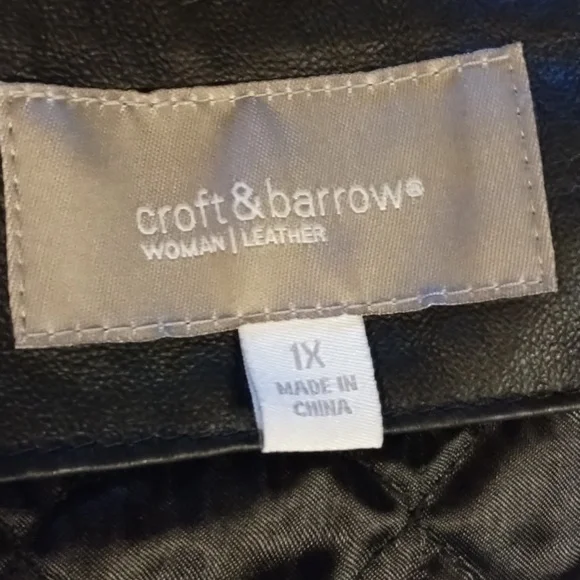 croft&barrow®
WOMAN | LEATHER
1X
MADE IN
CHINA